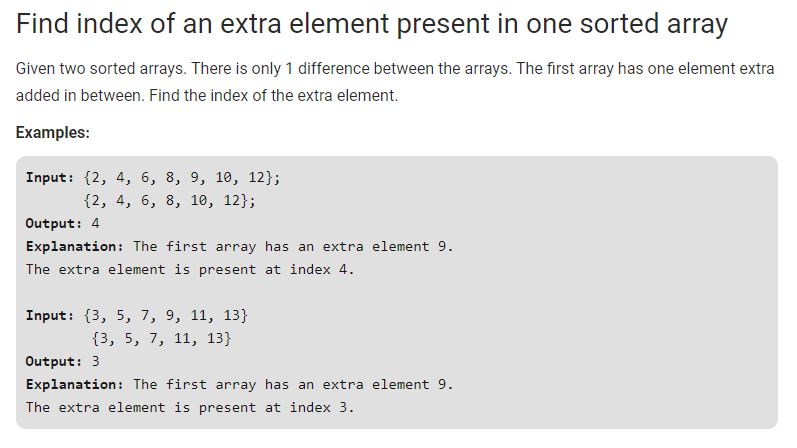 Find index of an extra element present in one sorted array
Given two sorted arrays. There is only 1 difference between the arrays. The first array has one element extra
added in between. Find the index of the extra element.
Examples:
Input: {2, 4, 6, 8, 9, 10, 12};
{2, 4, 6, 8, 10, 12};
Output: 4
Explanation: The first array has an extra element 9.
The extra element is present at index 4.
Input: {3, 5, 7, 9, 11, 13}
{3, 5, 7, 11, 13}
Output: 3
Explanation: The first array has an extra element 9.
The extra element is present at index 3.